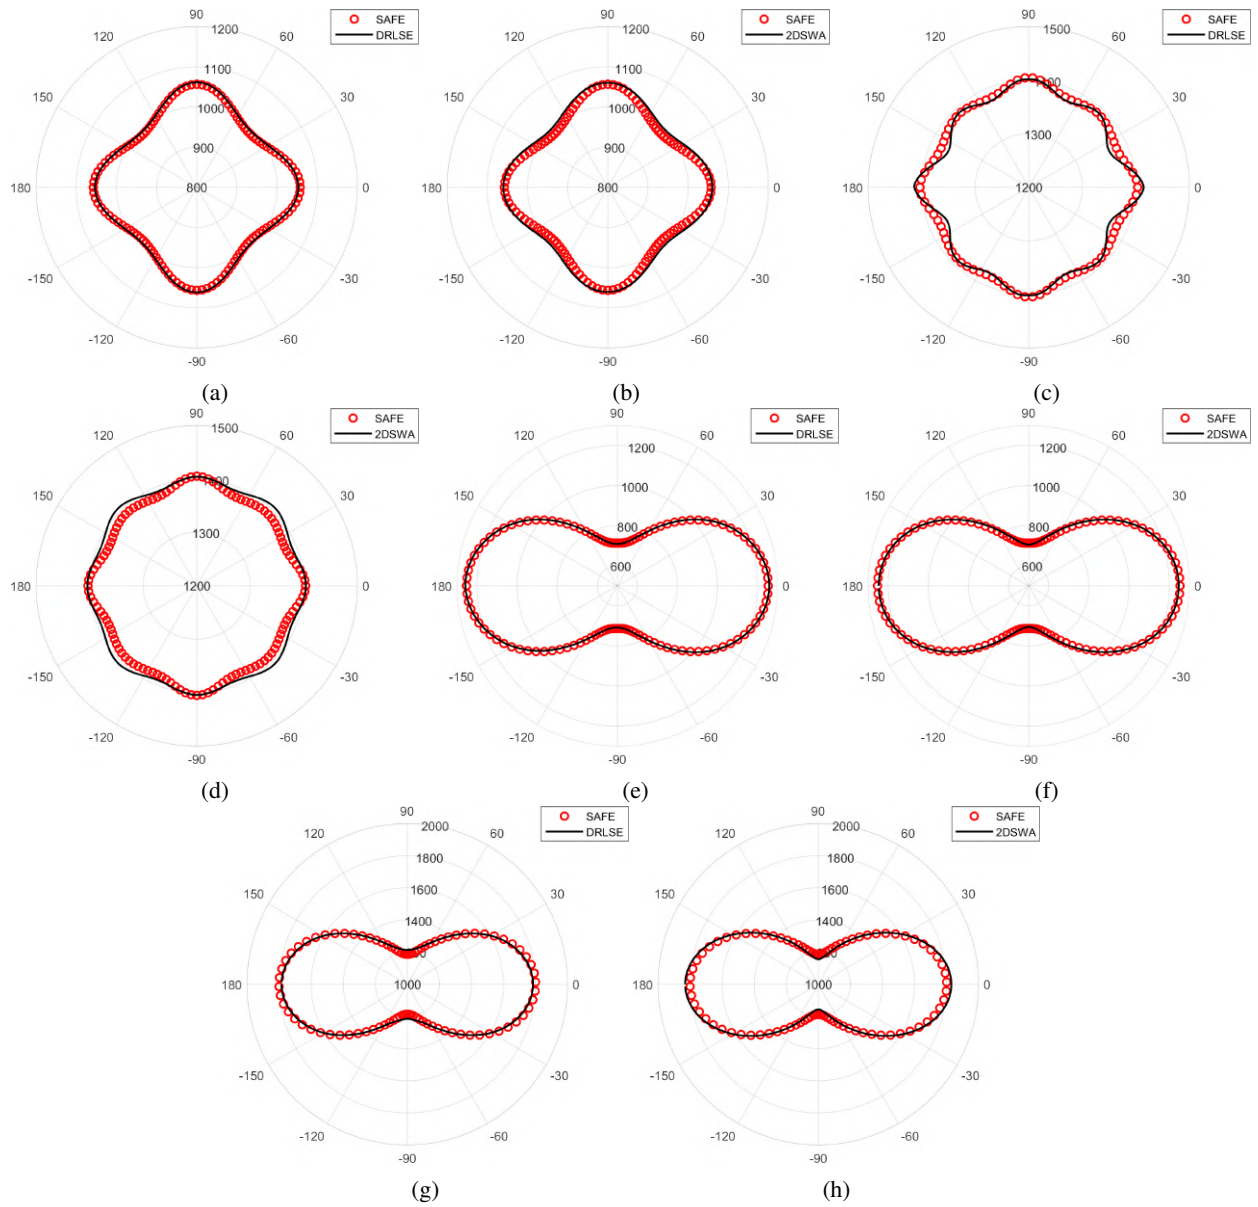 90 90 90
SAFE SAFE SAFE
DRLSE 2DSWA DRLSE
120 1200 60 120 1200 60 120 1500 60
1100 1100
150 1000 30 150 1000 30 150 30
900 900 1300
180 800 0 180 800 0 180 1200 0
-150 -30 -150 -30 -150 -30
-120 -60 -120 -60 -120 -60
-90 -90 -90
(a) (b) (c)
90 90 90
SAFE SAFE SAFE
2DSWA DRLSE 2DSWA
120 1500 60 120 1200 60 120 1200 60
150 30 150 1000 30 150 1000 30
1300 800 800
180 1200 0 180 600 0 180 600 0
-150 -30 -150 -30 -150 -30
-120 -60 -120 -60 -120 -60
-90 -90 -90
(d) (e) (f)
90 90
SAFE SAFE
DRLSE 2DSWA
120 2000 60 120 2000 60
1800 1800
150 1600 30 150 1600 30
1400 1400
180 1000 0 180 1000 0
-150 -30 -150 -30
-120 -60 -120 -60
-90 -90
(g) (h)